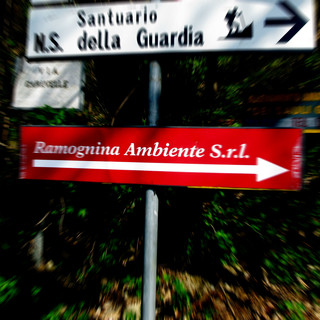 Santuario
N.S. della Guardia
Ramognina Ambiente S.r.l.